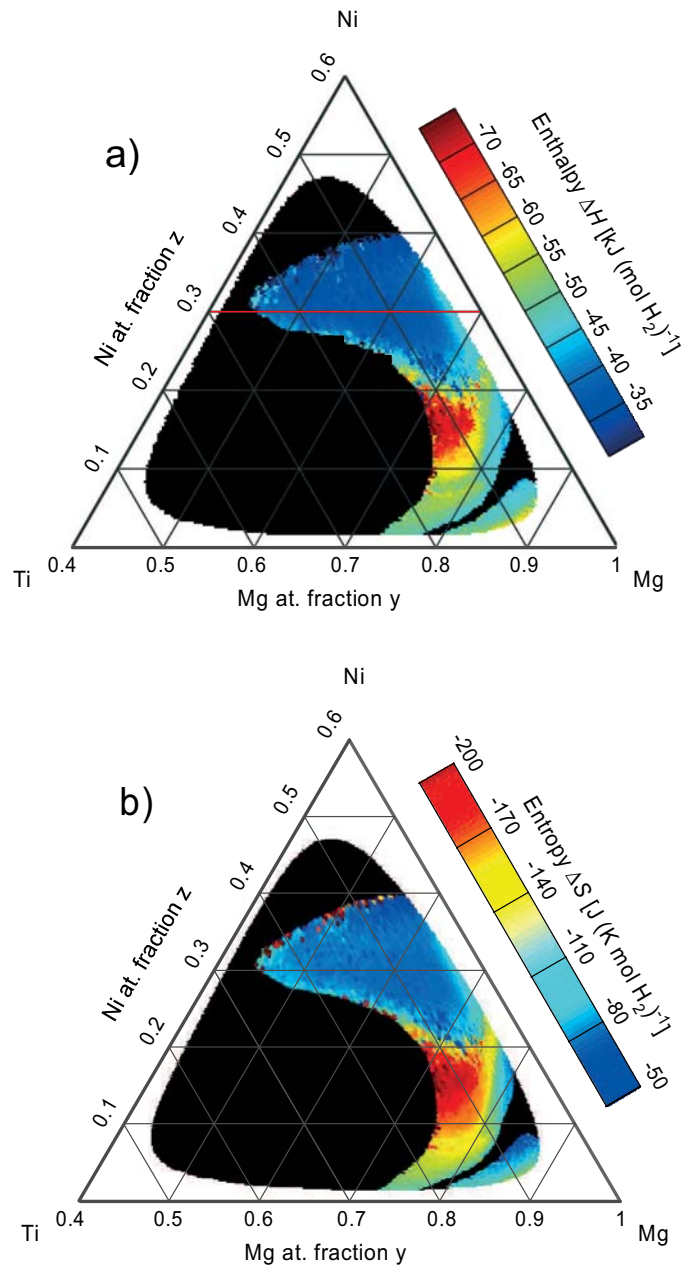 Ni
a)
0.6
0.5
0.4
0.3
0.2
0.1
Ni at. fraction z
-70
-65
-60
-55
-50
-45
-40
-35
Enthalpy ΔH [kJ (mol H2)-1]
0.4
0.5
0.6
0.7
0.8
0.9
1
Ti
Mg
Mg at. fraction y
Ni
b)
0.6
0.5
0.4
0.3
0.2
0.1
Ni at. fraction z
-200
-170
-140
-110
-80
-50
Entropy ΔS [J (K mol H2)-1]
0.4
0.5
0.6
0.7
0.8
0.9
1
Ti
Mg
Mg at. fraction y